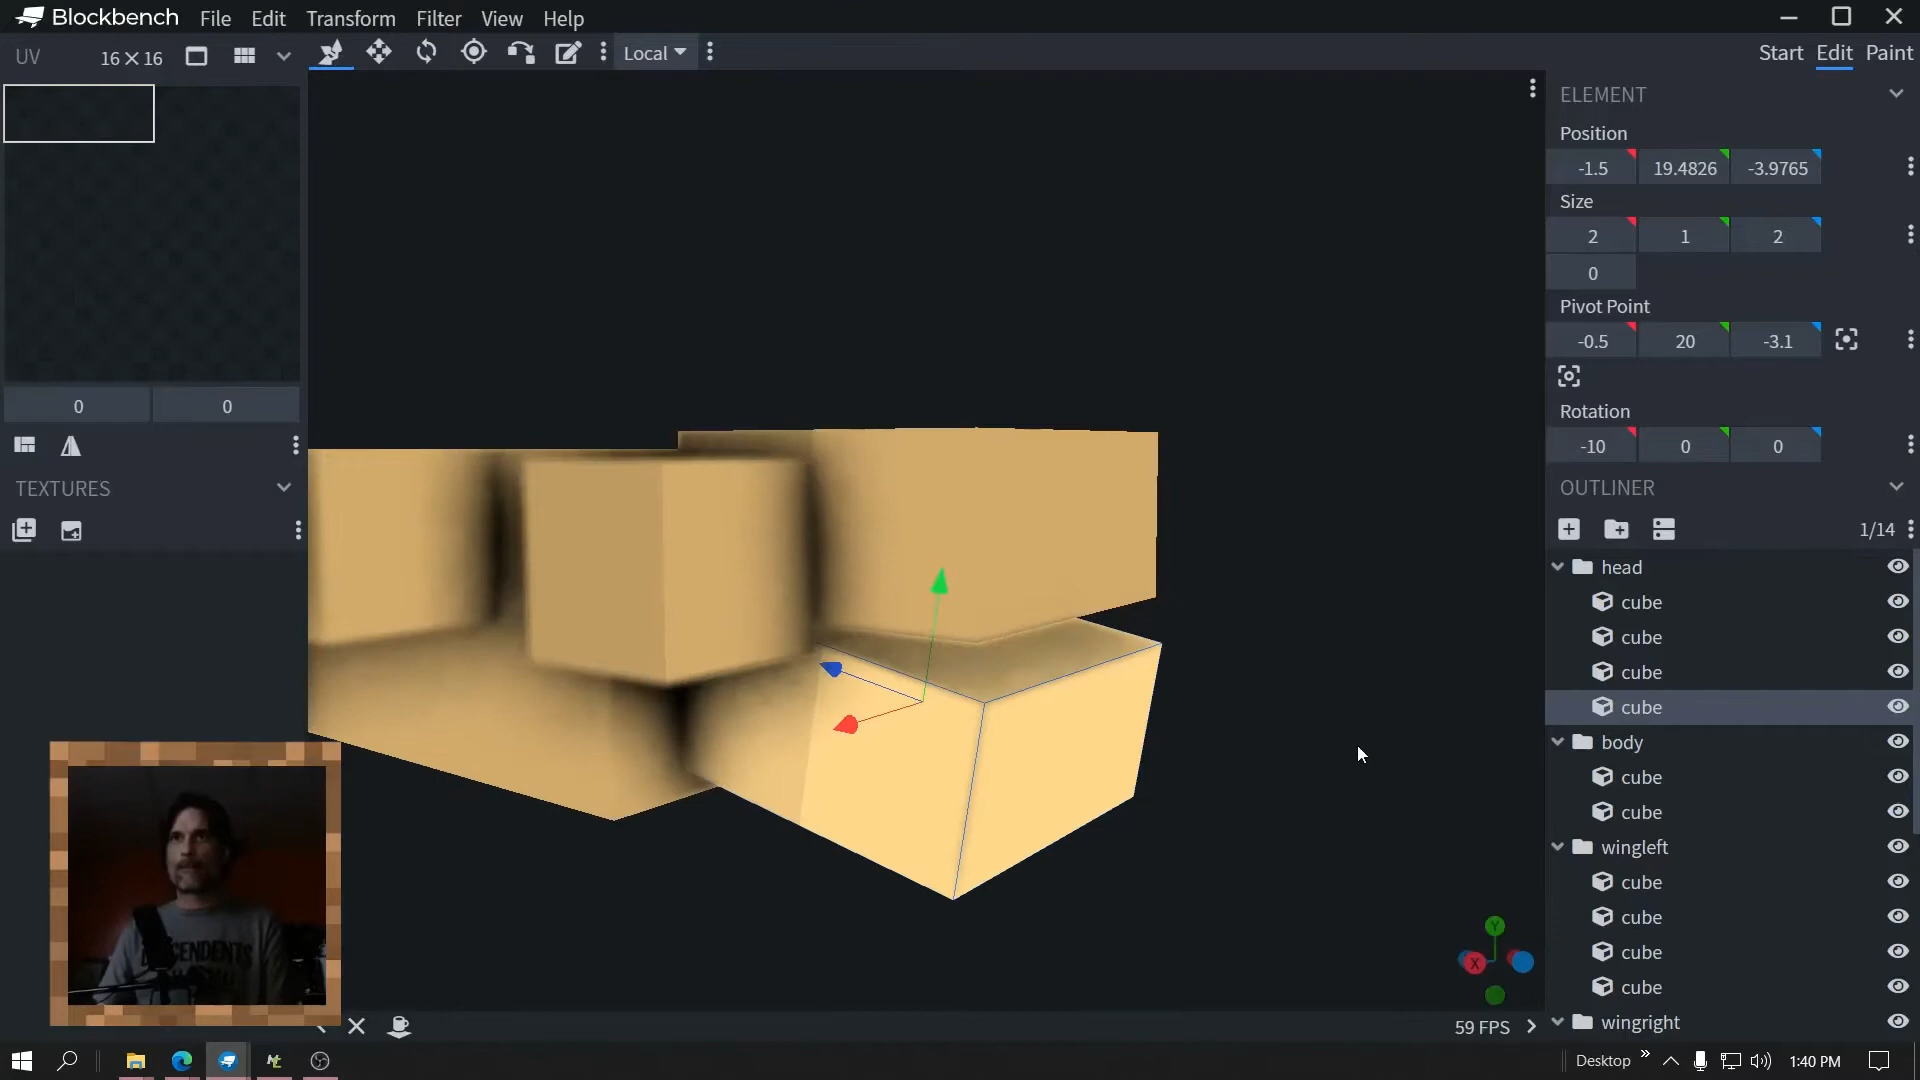 Blockbench File Edit Transform Filter View Help
UV 16×16 Local Start Edit Paint
ELEMENT
Position
-1.5 19.4826 -3.9765
Size
2 1 2
0
Pivot Point
-0.5 20 -3.1
Rotation
-10 0 0
0 0
TEXTURES
OUTLINER
1/14
head
cube
cube
cube
cube
body
cube
cube
wingleft
cube
cube
cube
cube
wingright
Y
X
59 FPS
Desktop 1:40 PM